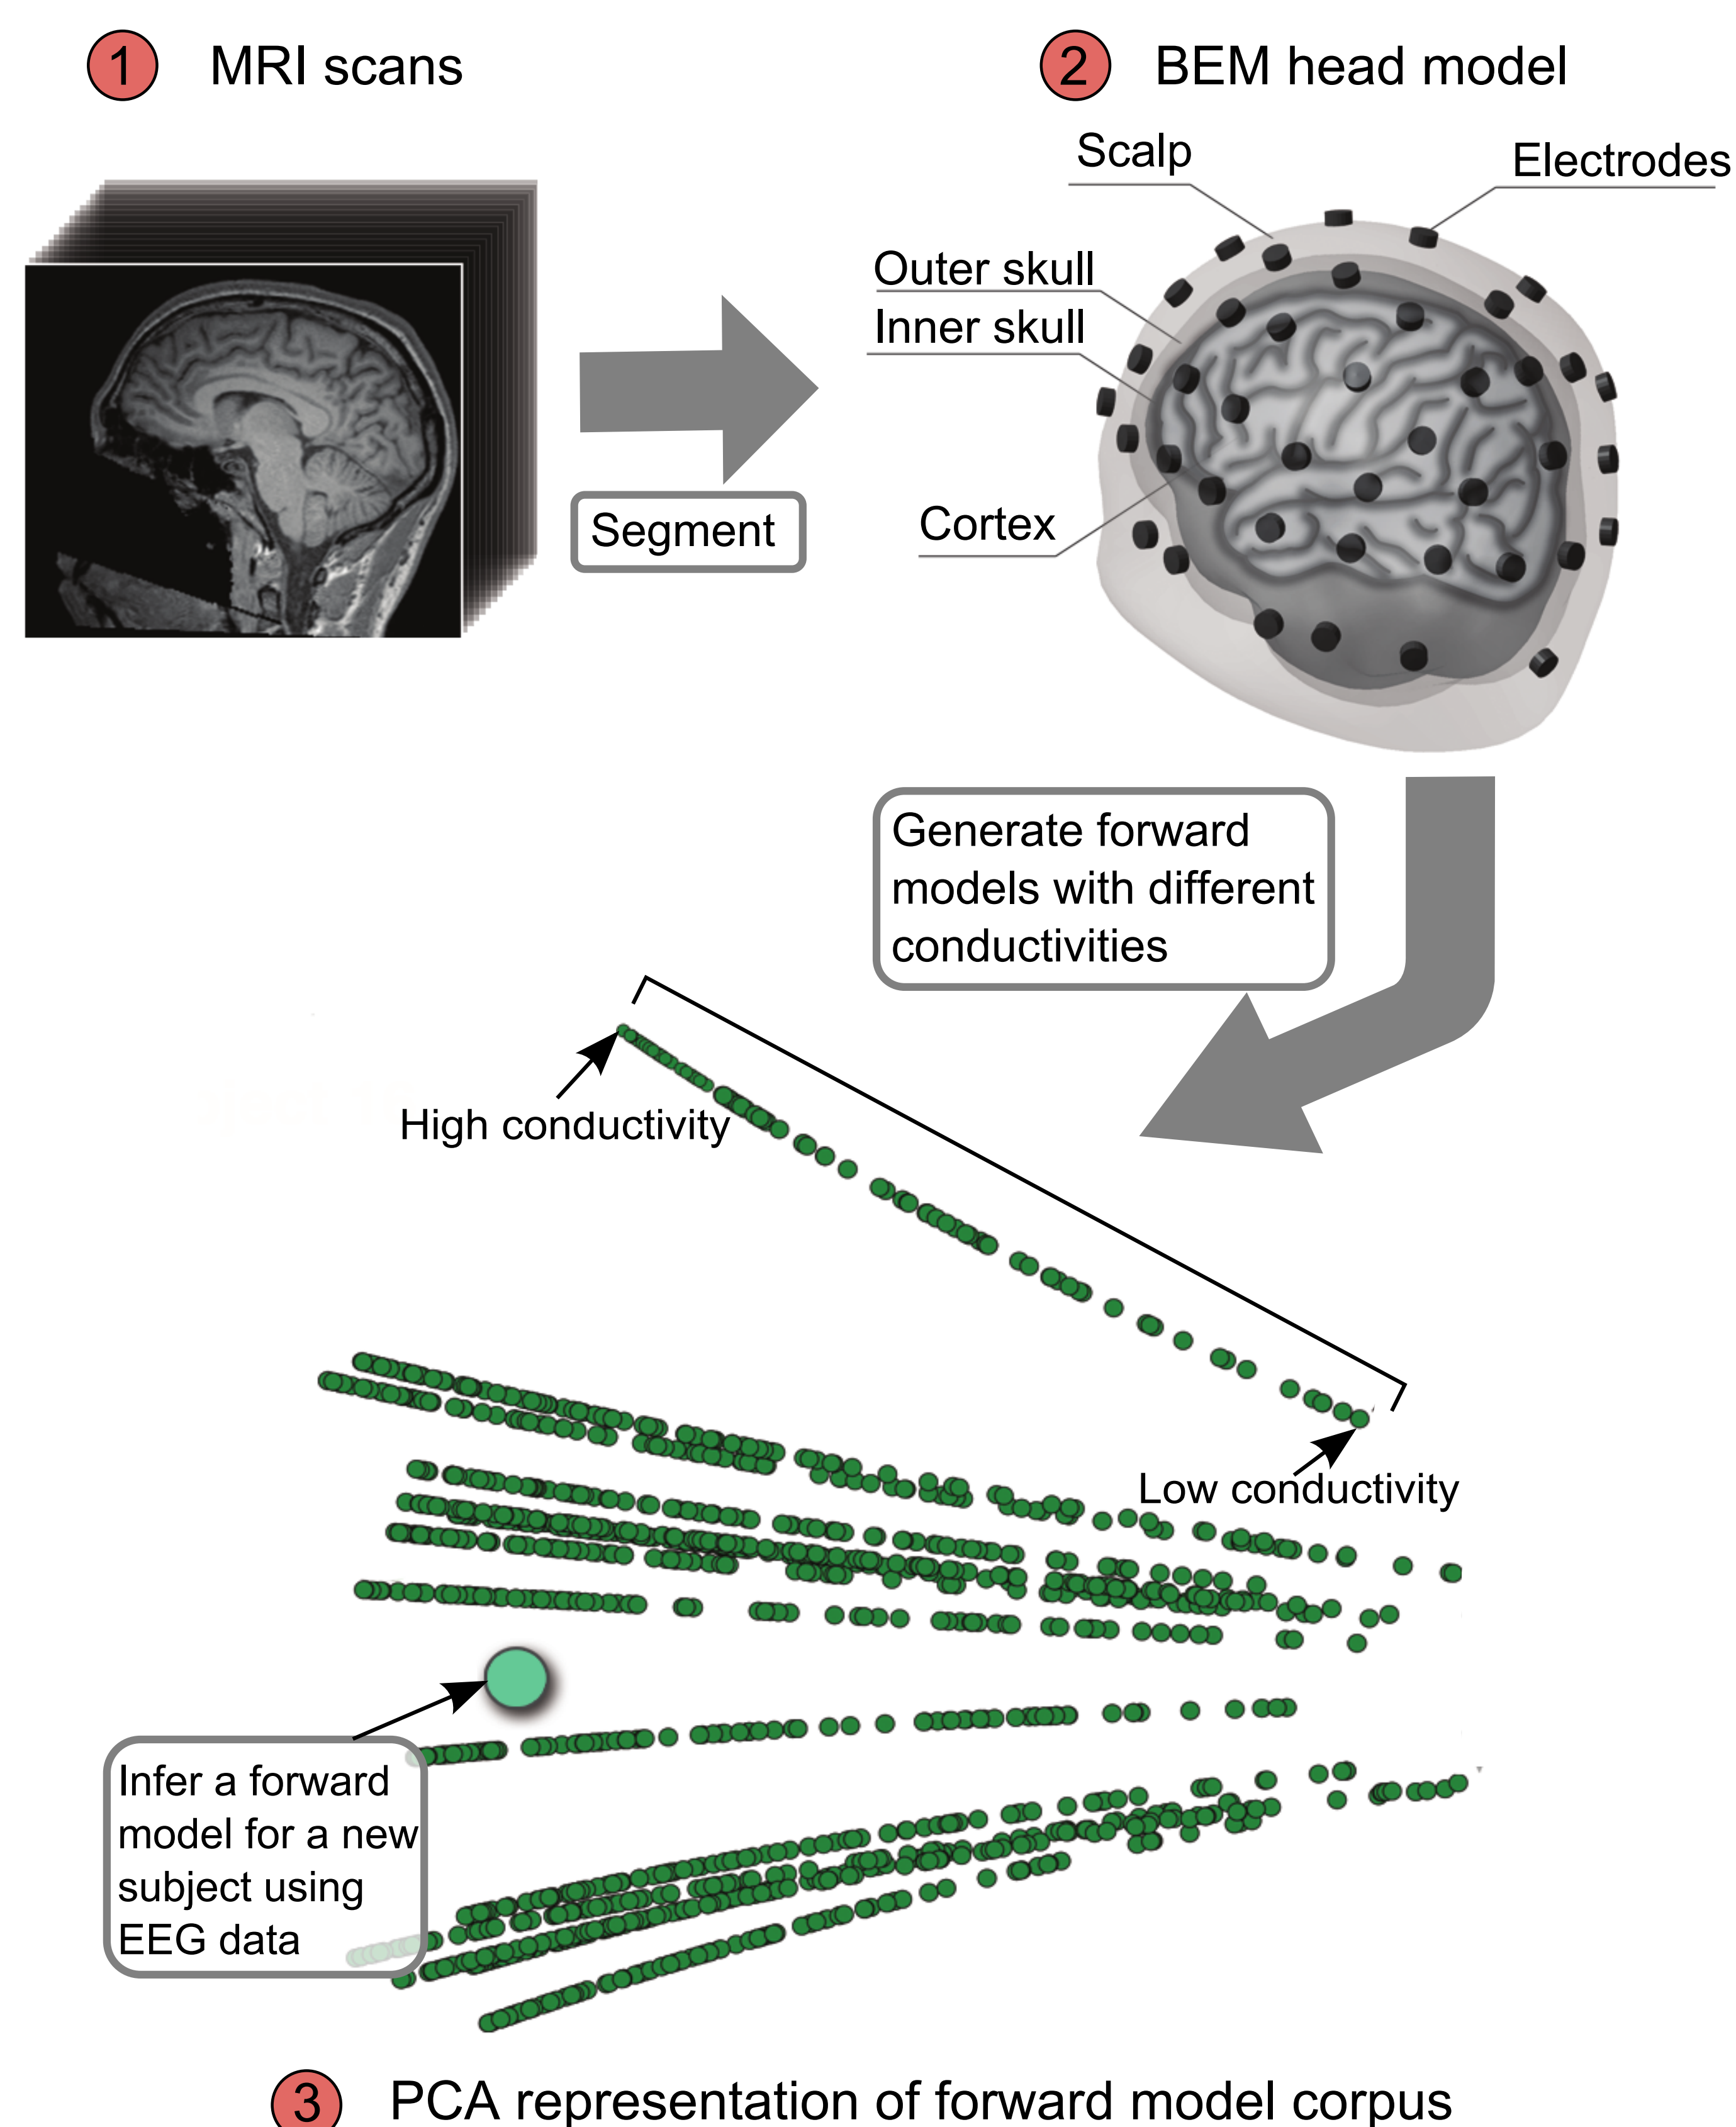 1 MRI scans
2 BEM head model
Scalp
Electrodes
Outer skull
Inner skull
Cortex
Segment
Generate forward
models with different
conductivities
High conductivity
Low conductivity
Infer a forward
model for a new
subject using
EEG data
3 PCA representation of forward model corpus